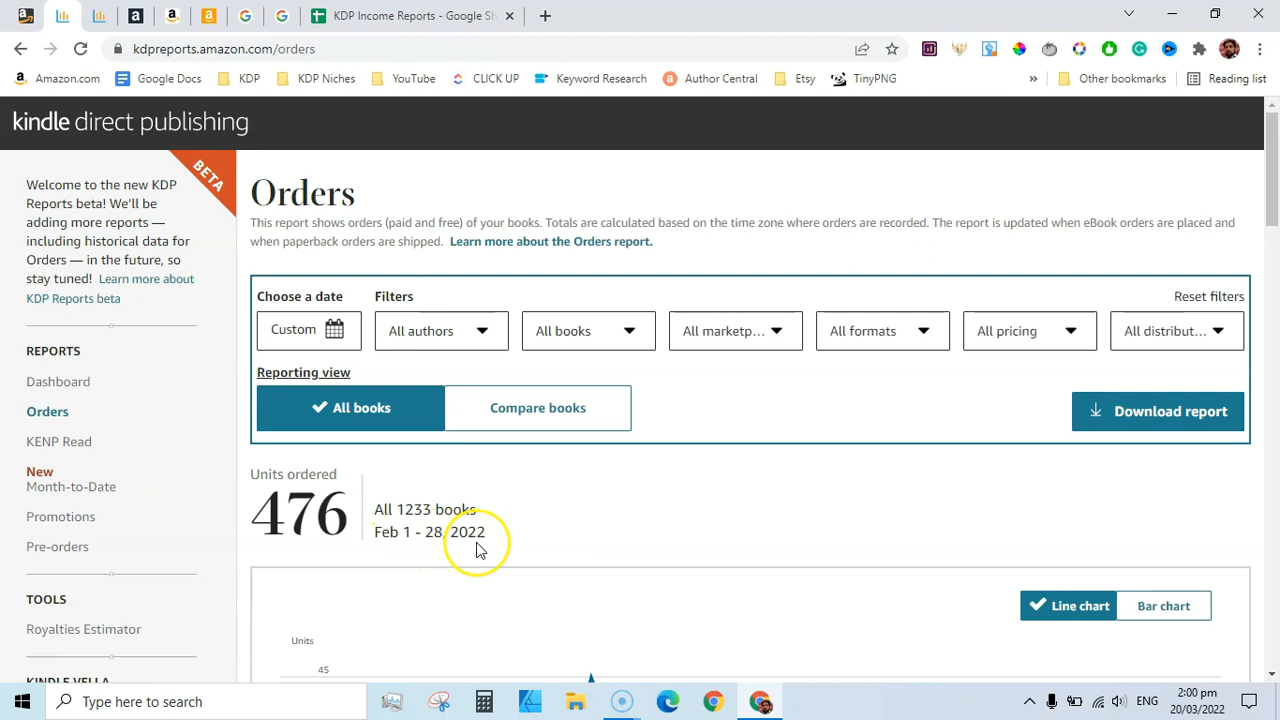 KDP Income Reports - Google Sh
kdpreports.amazon.com/orders
Amazon.com
Google Docs
KDP
KDP Niches
YouTube
CLICK UP
Keyword Research
Author Central
Etsy
TinyPNG
»
Other bookmarks
Reading list
kindle direct publishing
BETA
Welcome to the new KDP
Reports beta! We'll be
adding more reports —
including historical data for
Orders — in the future, so
stay tuned! Learn more about
KDP Reports beta
REPORTS
Dashboard
Orders
KENP Read
New
Month-to-Date
Promotions
Pre-orders
TOOLS
Royalties Estimator
KINDLE VELLA
Orders
This report shows orders (paid and free) of your books. Totals are calculated based on the time zone where orders are recorded. The report is updated when eBook orders are placed and
when paperback orders are shipped. Learn more about the Orders report.
Choose a date
Filters
Reset filters
Custom
All authors
All books
All marketp...
All formats
All pricing
All distribut...
Reporting view
All books
Compare books
Download report
Units ordered
476
All 1233 books
Feb 1 - 28, 2022
Line chart
Bar chart
Units
45
Type here to search
ENG
2:00 pm
20/03/2022